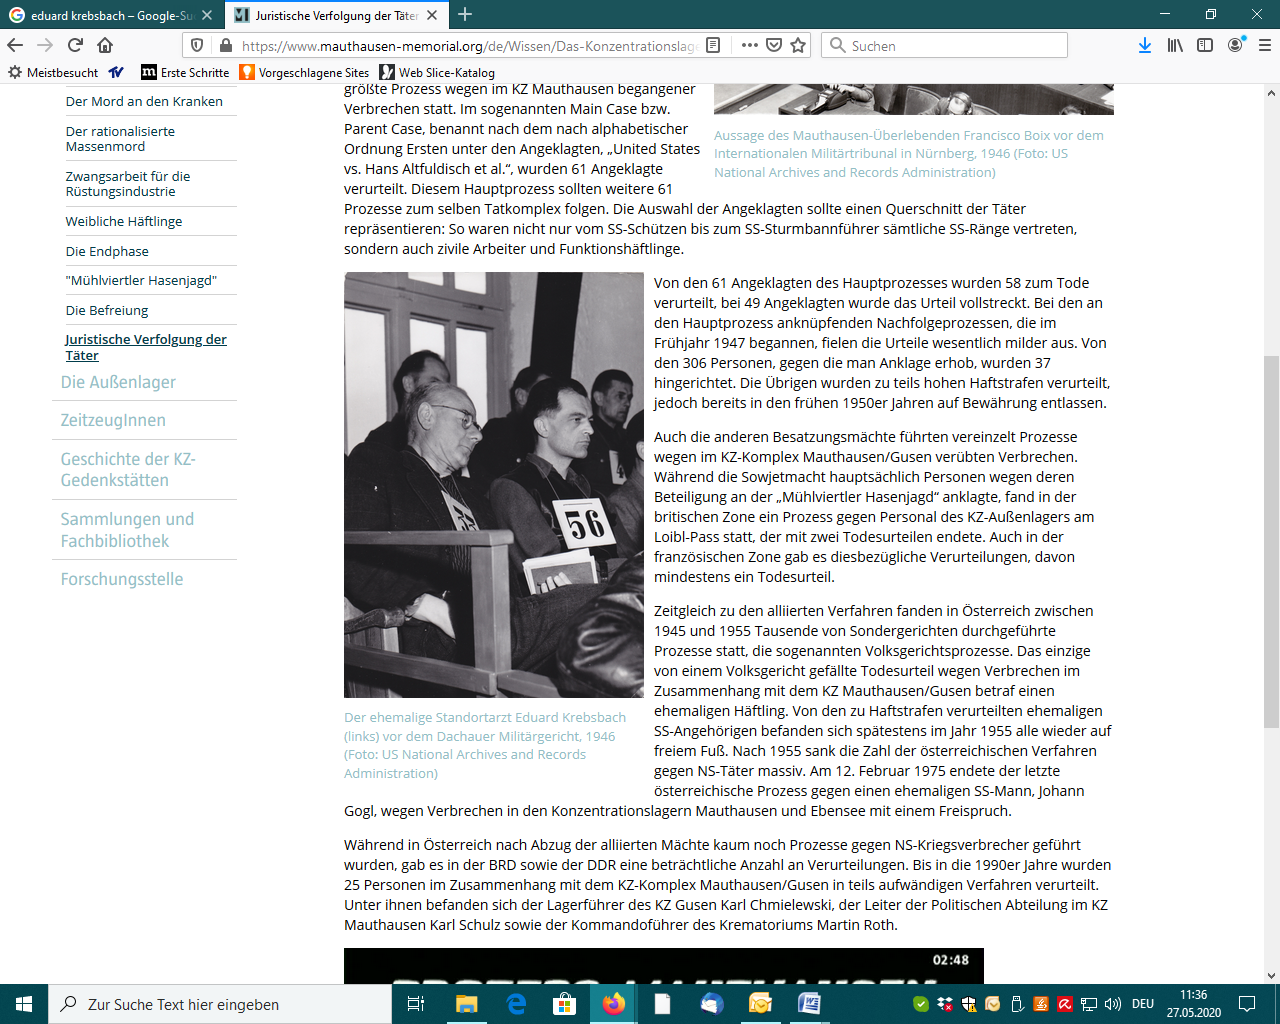 eduard krebsbach – Google-Su
Juristische Verfolgung der Täter
https://www.mauthausen-memorial.org/de/Wissen/Das-Konzentrationslage
Suchen
Meistbesucht
Erste Schritte
Vorgeschlagene Sites
Web Slice-Katalog
Der Mord an den Kranken
Der rationalisierte
Massenmord
Zwangsarbeit für die
Rüstungsindustrie
Weibliche Häftlinge
Die Endphase
"Mühlviertler Hasenjagd"
Die Befreiung
Juristische Verfolgung der
Täter
Die Außenlager
ZeitzeugInnen
Geschichte der KZ-
Gedenkstätten
Sammlungen und
Fachbibliothek
Forschungsstelle
größte Prozess wegen im KZ Mauthausen begangener
Verbrechen statt. Im sogenannten Main Case bzw.
Parent Case, benannt nach dem nach alphabetischer
Ordnung Ersten unter den Angeklagten, „United States
vs. Hans Altfuldisch et al.“, wurden 61 Angeklagte
verurteilt. Diesem Hauptprozess sollten weitere 61
Prozesse zum selben Tatkomplex folgen. Die Auswahl der Angeklagten sollte einen Querschnitt der Täter
repräsentieren: So waren nicht nur vom SS-Schützen bis zum SS-Sturmbannführer sämtliche SS-Ränge vertreten,
sondern auch zivile Arbeiter und Funktionshäftlinge.
Aussage des Mauthausen-Überlebenden Francisco Boix vor dem
Internationalen Militärtribunal in Nürnberg, 1946 (Foto: US
National Archives and Records Administration)
56
Der ehemalige Standortarzt Eduard Krebsbach
(links) vor dem Dachauer Militärgericht, 1946
(Foto: US National Archives and Records
Administration)
Von den 61 Angeklagten des Hauptprozesses wurden 58 zum Tode
verurteilt, bei 49 Angeklagten wurde das Urteil vollstreckt. Bei den an
den Hauptprozess anknüpfenden Nachfolgeprozessen, die im
Frühjahr 1947 begannen, fielen die Urteile wesentlich milder aus. Von
den 306 Personen, gegen die man Anklage erhob, wurden 37
hingerichtet. Die Übrigen wurden zu teils hohen Haftstrafen verurteilt,
jedoch bereits in den frühen 1950er Jahren auf Bewährung entlassen.
Auch die anderen Besatzungsmächte führten vereinzelt Prozesse
wegen im KZ-Komplex Mauthausen/Gusen verübten Verbrechen.
Während die Sowjetmacht hauptsächlich Personen wegen deren
Beteiligung an der „Mühlviertler Hasenjagd“ anklagte, fand in der
britischen Zone ein Prozess gegen Personal des KZ-Außenlagers am
Loibl-Pass statt, der mit zwei Todesurteilen endete. Auch in der
französischen Zone gab es diesbezügliche Verurteilungen, davon
mindestens ein Todesurteil.
Zeitgleich zu den alliierten Verfahren fanden in Österreich zwischen
1945 und 1955 Tausende von Sondergerichten durchgeführte
Prozesse statt, die sogenannten Volksgerichtsprozesse. Das einzige
von einem Volksgericht gefällte Todesurteil wegen Verbrechen im
Zusammenhang mit dem KZ Mauthausen/Gusen betraf einen
ehemaligen Häftling. Von den zu Haftstrafen verurteilten ehemaligen
SS-Angehörigen befanden sich spätestens im Jahr 1955 alle wieder auf
freiem Fuß. Nach 1955 sank die Zahl der österreichischen Verfahren
gegen NS-Täter massiv. Am 12. Februar 1975 endete der letzte
österreichische Prozess gegen einen ehemaligen SS-Mann, Johann
Gogl, wegen Verbrechen in den Konzentrationslagern Mauthausen und Ebensee mit einem Freispruch.
Während in Österreich nach Abzug der alliierten Mächte kaum noch Prozesse gegen NS-Kriegsverbrecher geführt
wurden, gab es in der BRD sowie der DDR eine beträchtliche Anzahl an Verurteilungen. Bis in die 1990er Jahre wurden
25 Personen im Zusammenhang mit dem KZ-Komplex Mauthausen/Gusen in teils aufwändigen Verfahren verurteilt.
Unter ihnen befanden sich der Lagerführer des KZ Gusen Karl Chmielewski, der Leiter der Politischen Abteilung im KZ
Mauthausen Karl Schulz sowie der Kommandoführer des Krematoriums Martin Roth.
02:48
Zur Suche Text hier eingeben
DEU
11:36
27.05.2020